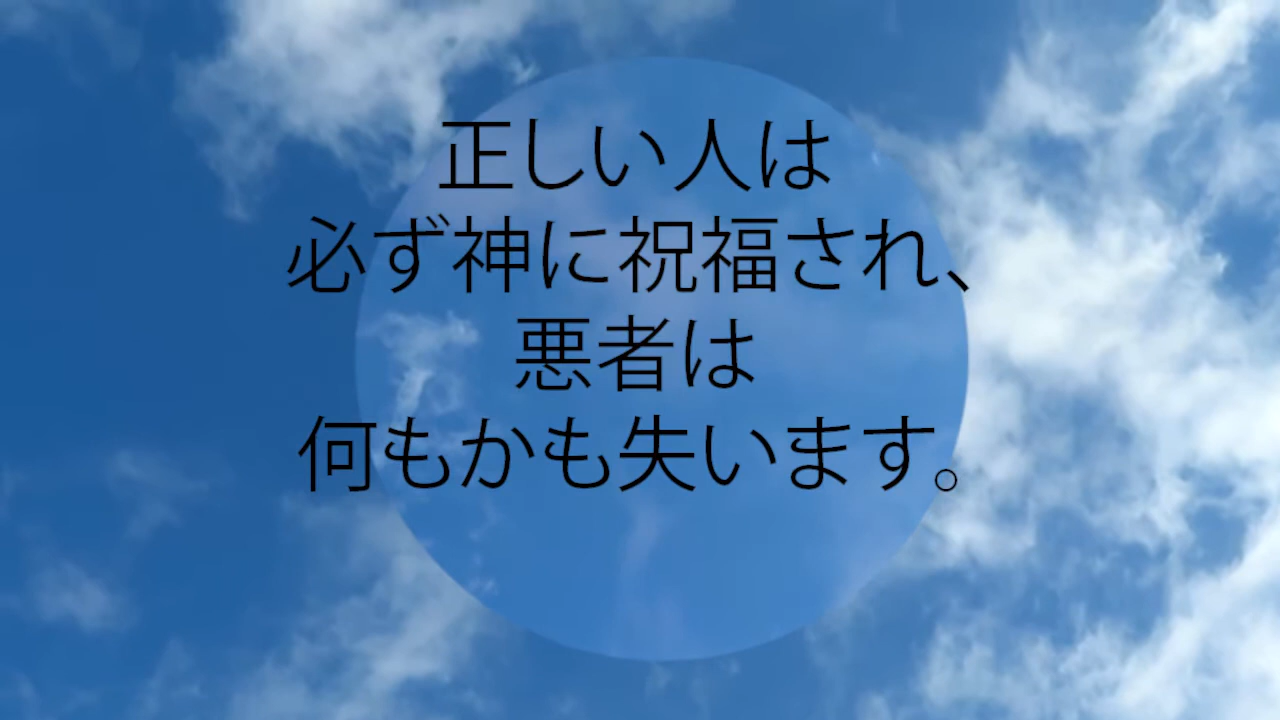 正しい人は
必ず神に祝福され、
悪者は
何もかも失います。